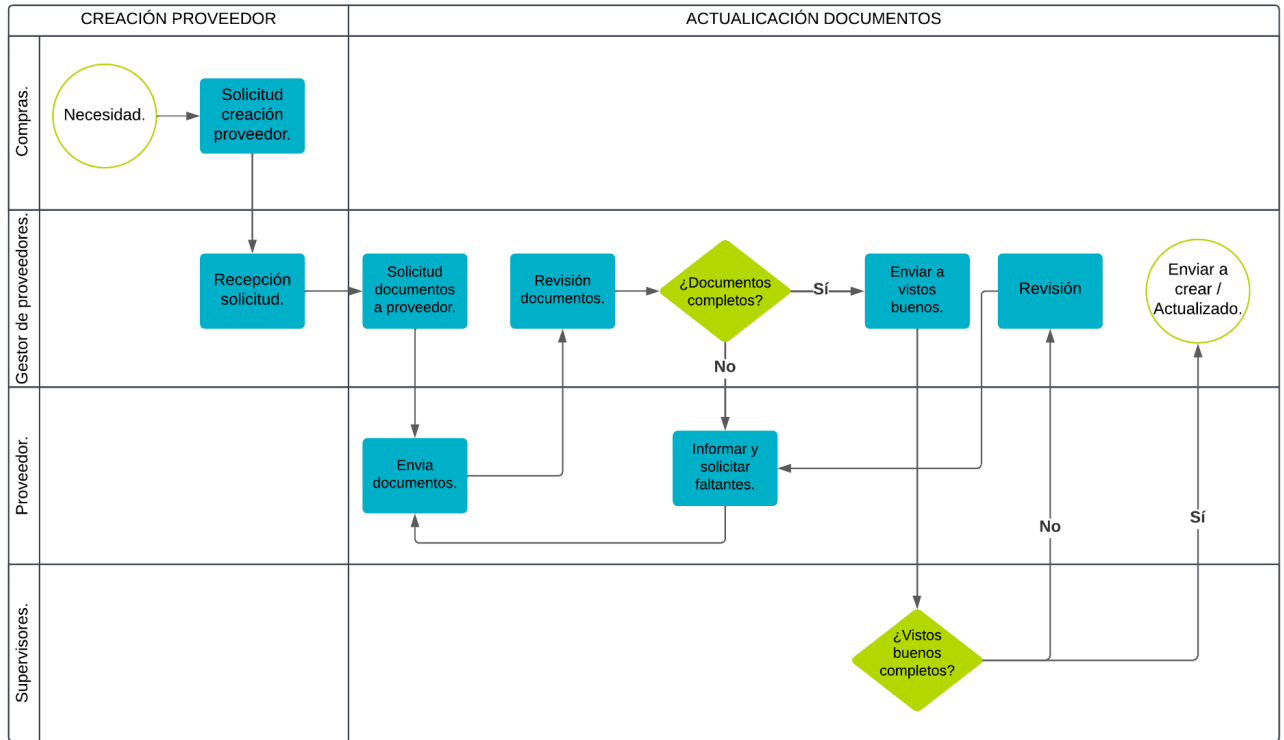 CREACIÓN PROVEEDOR
ACTUALICACIÓN DOCUMENTOS
Compras.
Necesidad.
Solicitud
creación
proveedor.
Gestor de proveedores.
Recepción
solicitud.
Solicitud
documentos
a proveedor.
Revisión
documentos.
¿Documentos
completos?
Sí
No
Enviar a
vistos
buenos.
Revisión
Enviar a
crear /
Actualizado.
Proveedor.
Envia
documentos.
Informar y
solicitar
faltantes.
No
Sí
Supervisores.
¿Vistos
buenos
completos?